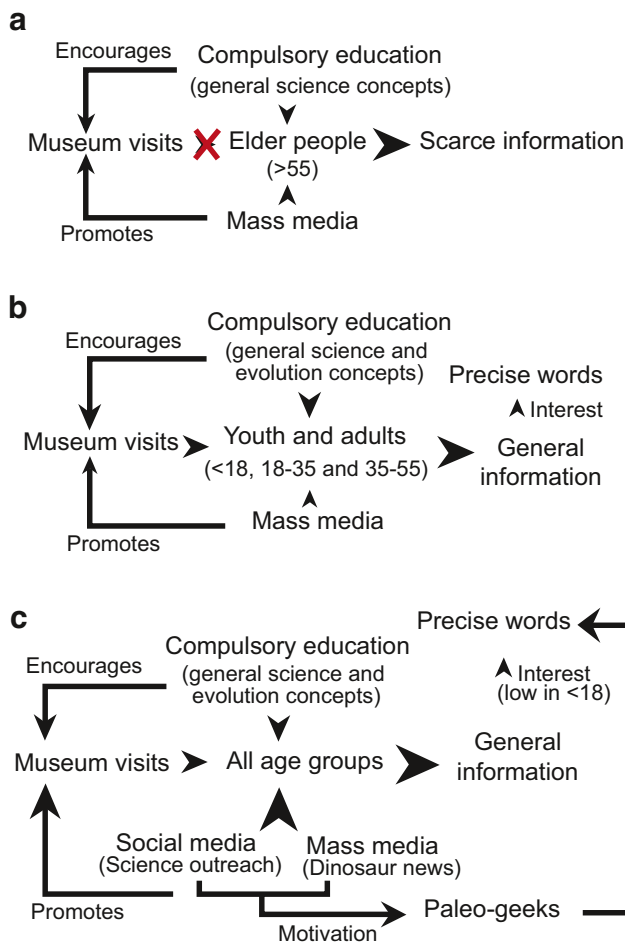 a
Encourages
Compulsory education
(general science concepts)
Museum visits
Elder people
(>55)
Scarce information
Promotes
Mass media
b
Encourages
Compulsory education
(general science and
evolution concepts)
Precise words
Interest
Museum visits
Youth and adults
(<18, 18-35 and 35-55)
General
information
Mass media
Promotes
c
Precise words
Compulsory education
(general science and
evolution concepts)
Encourages
Interest
(low in <18)
Museum visits
All age groups
General
information
Social media
(Science outreach)
Mass media
(Dinosaur news)
Promotes
Motivation
Paleo-geeks